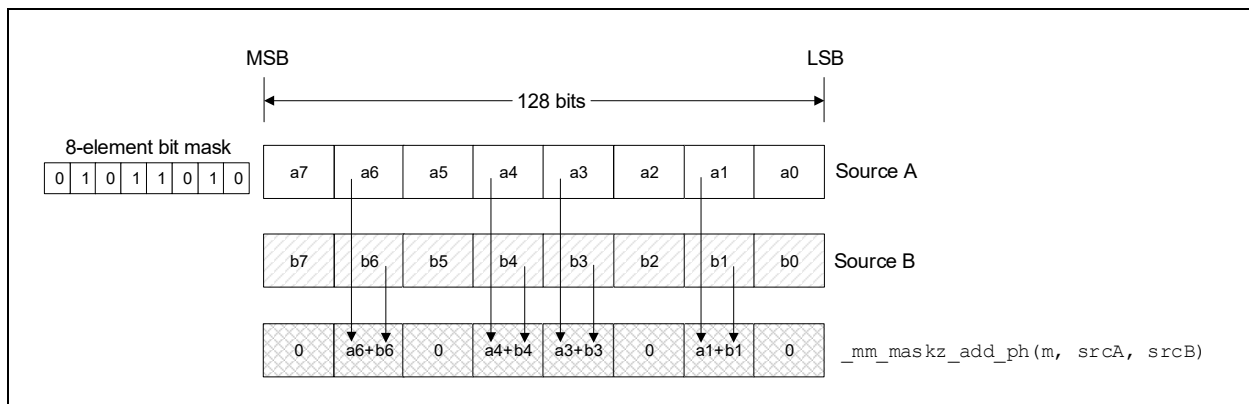 MSB LSB
128 bits
8-element bit mask
0 1 0 1 1 0 1 0
a7 a6 a5 a4 a3 a2 a1 a0 Source A
b7 b6 b5 b4 b3 b2 b1 b0 Source B
0 a6+b6 0 a4+b4 a3+b3 0 a1+b1 0 _mm_maskz_add_ph(m, srcA, srcB)